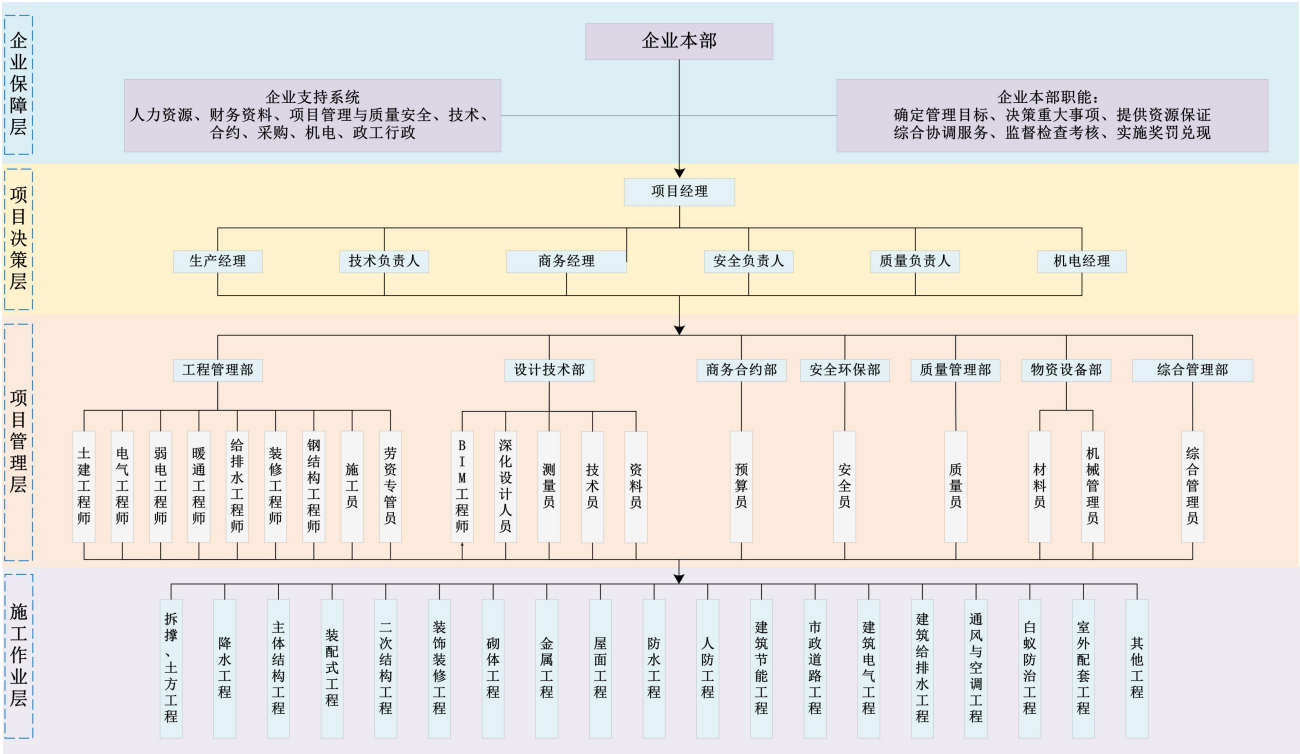 企业保障层
企业本部
企业支持系统
人力资源、财务资料、项目管理与质量安全、技术、
合约、采购、机电、政工行政
企业本部职能：
确定管理目标、决策重大事项、提供资源保证
综合协调服务、监督检查考核、实施奖罚兑现
项目决策层
项目经理
生产经理
技术负责人
商务经理
安全负责人
质量负责人
机电经理
项目管理层
工程管理部
设计技术部
商务合约部
安全环保部
质量管理部
物资设备部
综合管理部
土建工程师
电气工程师
弱电工程师
暖通工程师
给排水工程师
装修工程师
钢结构工程师
施工员
劳资专管员
BIM工程师
深化设计人员
测量员
技术员
资料员
预算员
安全员
质量员
材料员
机械管理员
综合管理员
施工作业层
拆撑、土方工程
降水工程
主体结构工程
装配式工程
二次结构工程
装饰装修工程
砌体工程
金属工程
屋面工程
防水工程
人防工程
建筑节能工程
市政道路工程
建筑电气工程
建筑给排水工程
通风与空调工程
白蚁防治工程
室外配套工程
其他工程